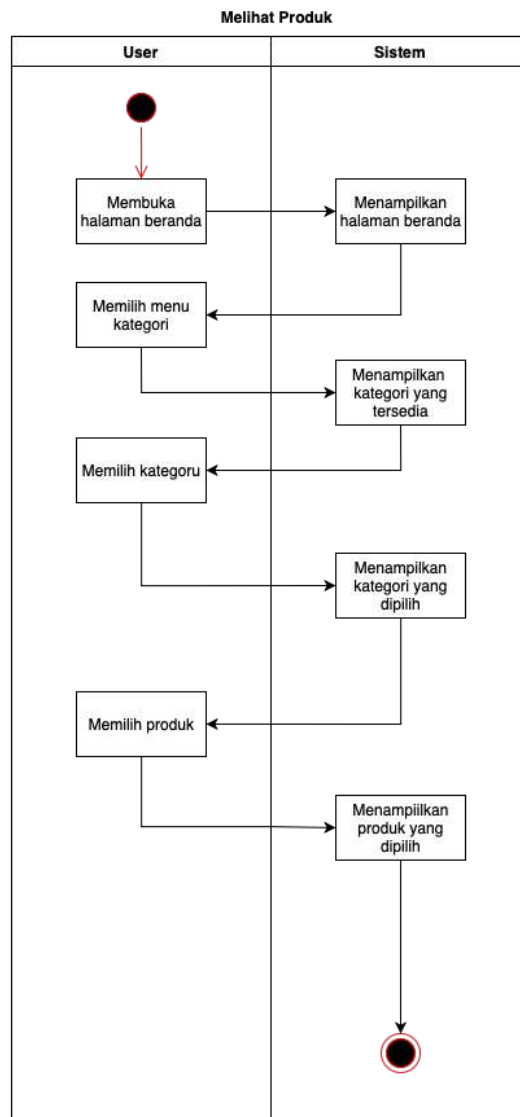 Melihat Produk
User
Sistem
Membuka
halaman beranda
Menampilkan
halaman beranda
Memilih menu
kategori
Menampilkan
kategori yang
tersedia
Memilih kategoru
Menampilkan
kategori yang
dipilih
Memilih produk
Menampiilkan
produk yang
dipilih